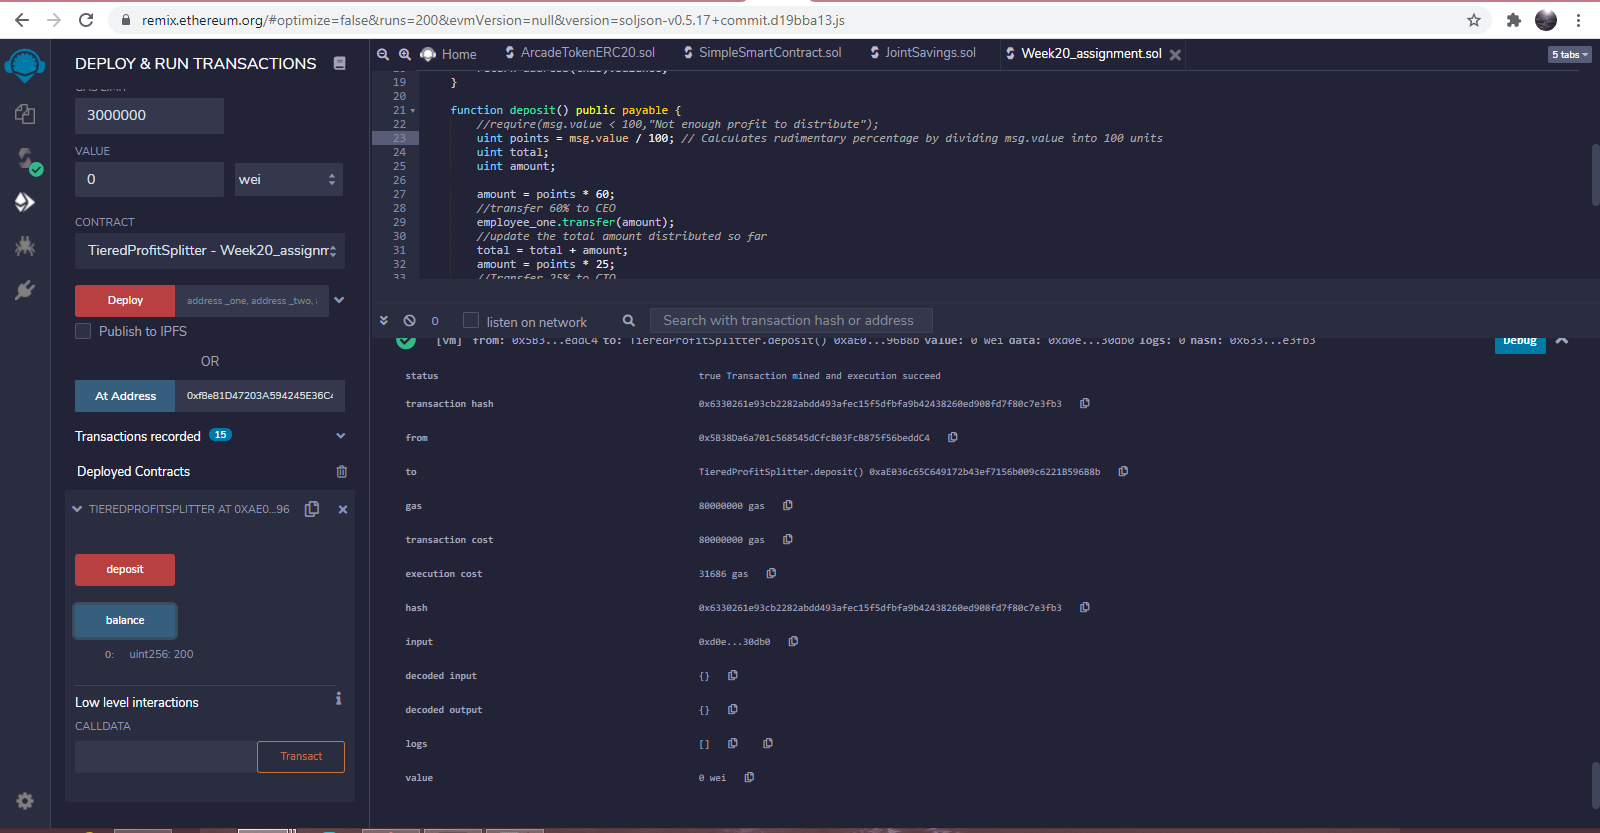 remix.ethereum.org/#optimize=false&runs=200&evmVersion=null&version=soljson-v0.5.17+commit.d19bba13.js
DEPLOY & RUN TRANSACTIONS
GAS LIMIT
3000000
VALUE
0
wei
CONTRACT
TieredProfitSplitter - Week20_assignm
Deploy
address _one, address _two,
Publish to IPFS
OR
At Address
0xf8e81D47203A594245E36C
Transactions recorded 15
Deployed Contracts
TIEREDPROFITSPLITTER AT 0XAE0...96
deposit
balance
0: uint256: 200
Low level interactions
i
CALLDATA
Transact
Home
ArcadeTokenERC20.sol
SimpleSmartContract.sol
JointSavings.sol
Week20_assignment.sol
5 tabs
19 }
20
21 function deposit() public payable {
22 //require(msg.value < 100,"Not enough profit to distribute");
23 uint points = msg.value / 100; // Calculates rudimentary percentage by dividing msg.value into 100 units
24 uint total;
25 uint amount;
26
27 amount = points * 60;
28 //transfer 60% to CEO
29 employee_one.transfer(amount);
30 //update the total amount distributed so far
31 total = total + amount;
32 amount = points * 25;
33 //Transfer 25% to CTO
0
listen on network
Search with transaction hash or address
[vm] from: 0x5B3...eddC4 to: TieredProfitSplitter.deposit() 0xaE0...96B8b value: 0 wei data: 0xd0e...30db0 logs: 0 hash: 0x633...e3fb3
Debug
status true Transaction mined and execution succeed
transaction hash 0x6330261e93cb2282abdd493afec15f5dfbfa9b42438260ed908fd7f80c7e3fb3
from 0x5B38Da6a701c568545dCfcB03FcB875f56beddC4
to TieredProfitSplitter.deposit() 0xaE036c65C649172b43ef7156b009c6221B596B8b
gas 80000000 gas
transaction cost 80000000 gas
execution cost 31686 gas
hash 0x6330261e93cb2282abdd493afec15f5dfbfa9b42438260ed908fd7f80c7e3fb3
input 0xd0e...30db0
decoded input {}
decoded output {}
logs []
value 0 wei